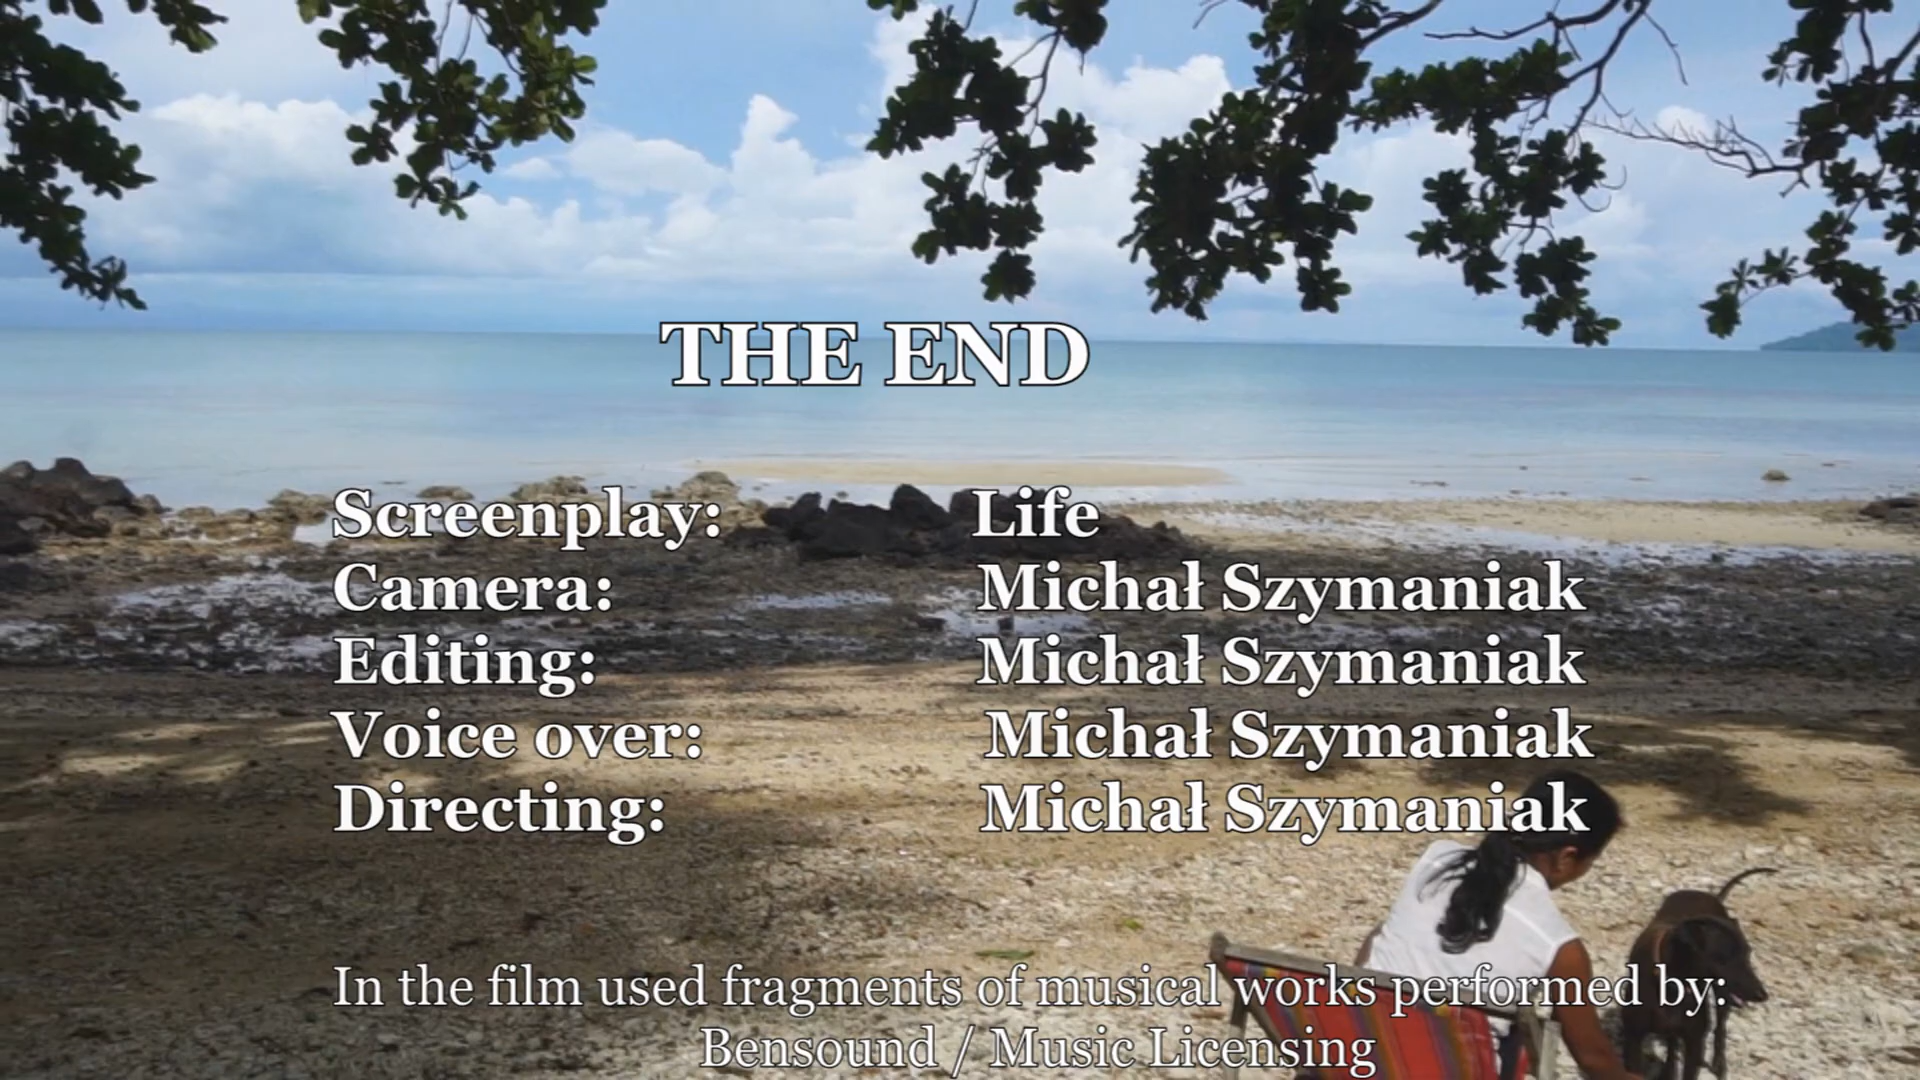 THE END
Screenplay: Life
Camera: Michał Szymaniak
Editing: Michał Szymaniak
Voice over: Michał Szymaniak
Directing: Michał Szymaniak
In the film used fragments of musical works performed by:
Bensound / Music Licensing